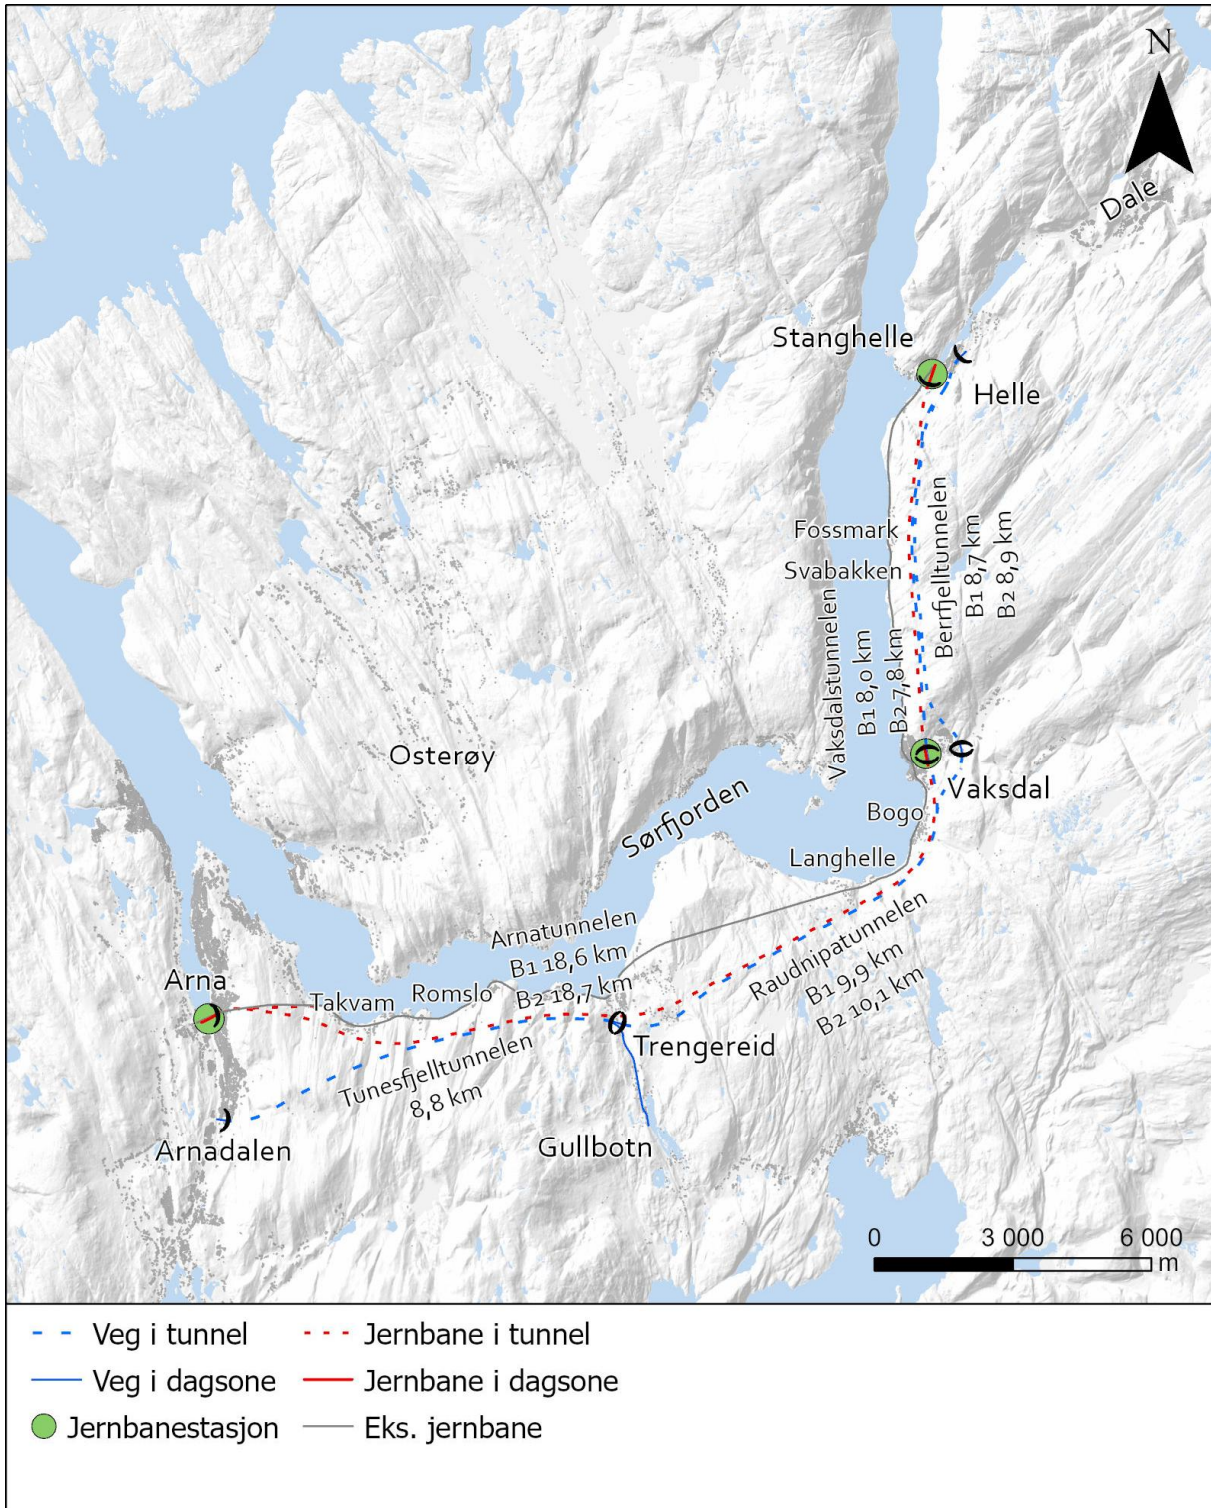 N
Dale
Stanghelle
Helle
Fossmark
Svabakken
Berrfjelltunnelen
B1 8,7 km
B2 8,9 km
Vaksdalstunnelen
B1 8,0 km
B2 7,8 km
Osterøy
Vaksdal
Sørfjorden
Bogo
Langhelle
Arnatunnelen
B1 18,6 km
B2 18,7 km
Raudnipatunnelen
B1 9,9 km
B2 10,1 km
Arna
Takvam
Romslo
Trengereid
Tunesfjelltunnelen
8,8 km
Arnadalen
Gullbotn
0 3 000 6 000
m
Veg i tunnel
Jernbane i tunnel
Veg i dagsone
Jernbane i dagsone
Jernbanestasjon
Eks. jernbane